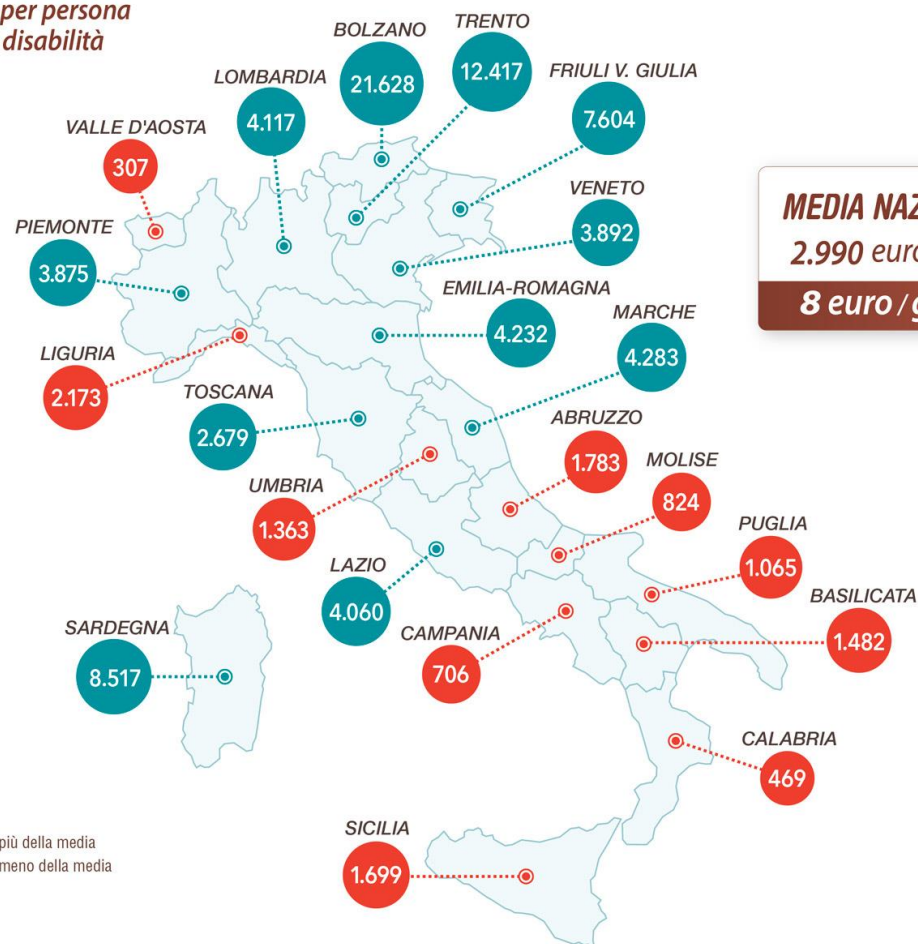 per persona
disabilità
BOLZANO
21.628
TRENTO
12.417
LOMBARDIA
4.117
FRIULI V. GIULIA
7.604
VALLE D'AOSTA
307
VENETO
3.892
PIEMONTE
3.875
MEDIA
2.990 euro
8 euro /
EMILIA-ROMAGNA
4.232
MARCHE
4.283
LIGURIA
2.173
TOSCANA
2.679
ABRUZZO
1.783
MOLISE
824
UMBRIA
1.363
PUGLIA
1.065
LAZIO
4.060
BASILICATA
1.482
CAMPANIA
706
SARDEGNA
8.517
CALABRIA
469
SICILIA
1.699
più della media
meno della media